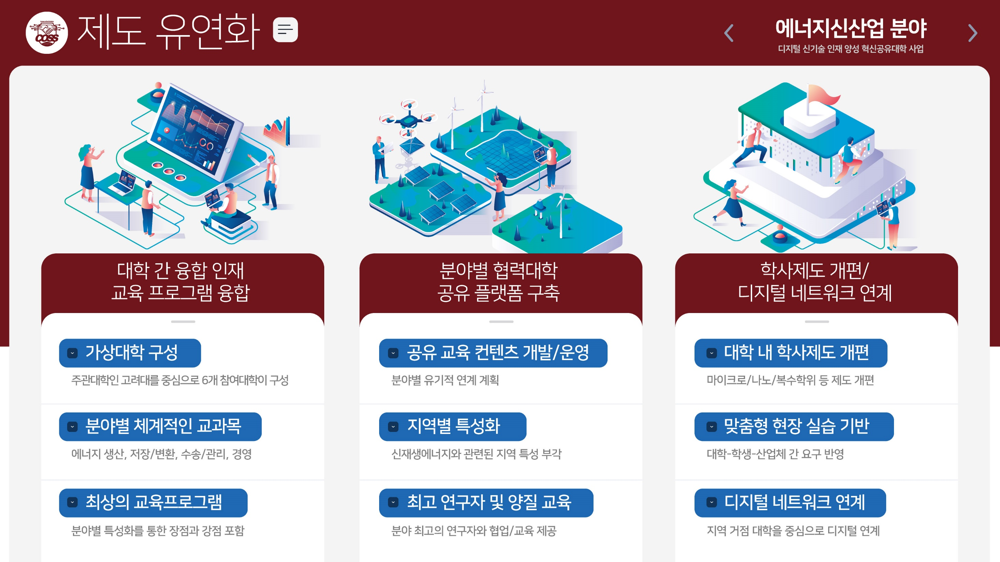 COSS
제도 유연화
에너지신산업 분야
디지털 신기술 인재 양성 혁신공유대학 사업
대학 간 융합 인재
교육 프로그램 융합
가상대학 구성
주관대학인 고려대를 중심으로 6개 참여대학이 구성
분야별 체계적인 교과목
에너지 생산, 저장/변환, 수송/관리, 경영
최상의 교육프로그램
분야별 특성화를 통한 장점과 강점 포함
분야별 협력대학
공유 플랫폼 구축
공유 교육 컨텐츠 개발/운영
분야별 유기적 연계 계획
지역별 특성화
신재생에너지와 관련된 지역 특성 부각
최고 연구자 및 양질 교육
분야 최고의 연구자와 협업/교육 제공
학사제도 개편/
디지털 네트워크 연계
대학 내 학사제도 개편
마이크로/나노/복수학위 등 제도 개편
맞춤형 현장 실습 기반
대학-학생-산업체 간 요구 반영
디지털 네트워크 연계
지역 거점 대학을 중심으로 디지털 연계